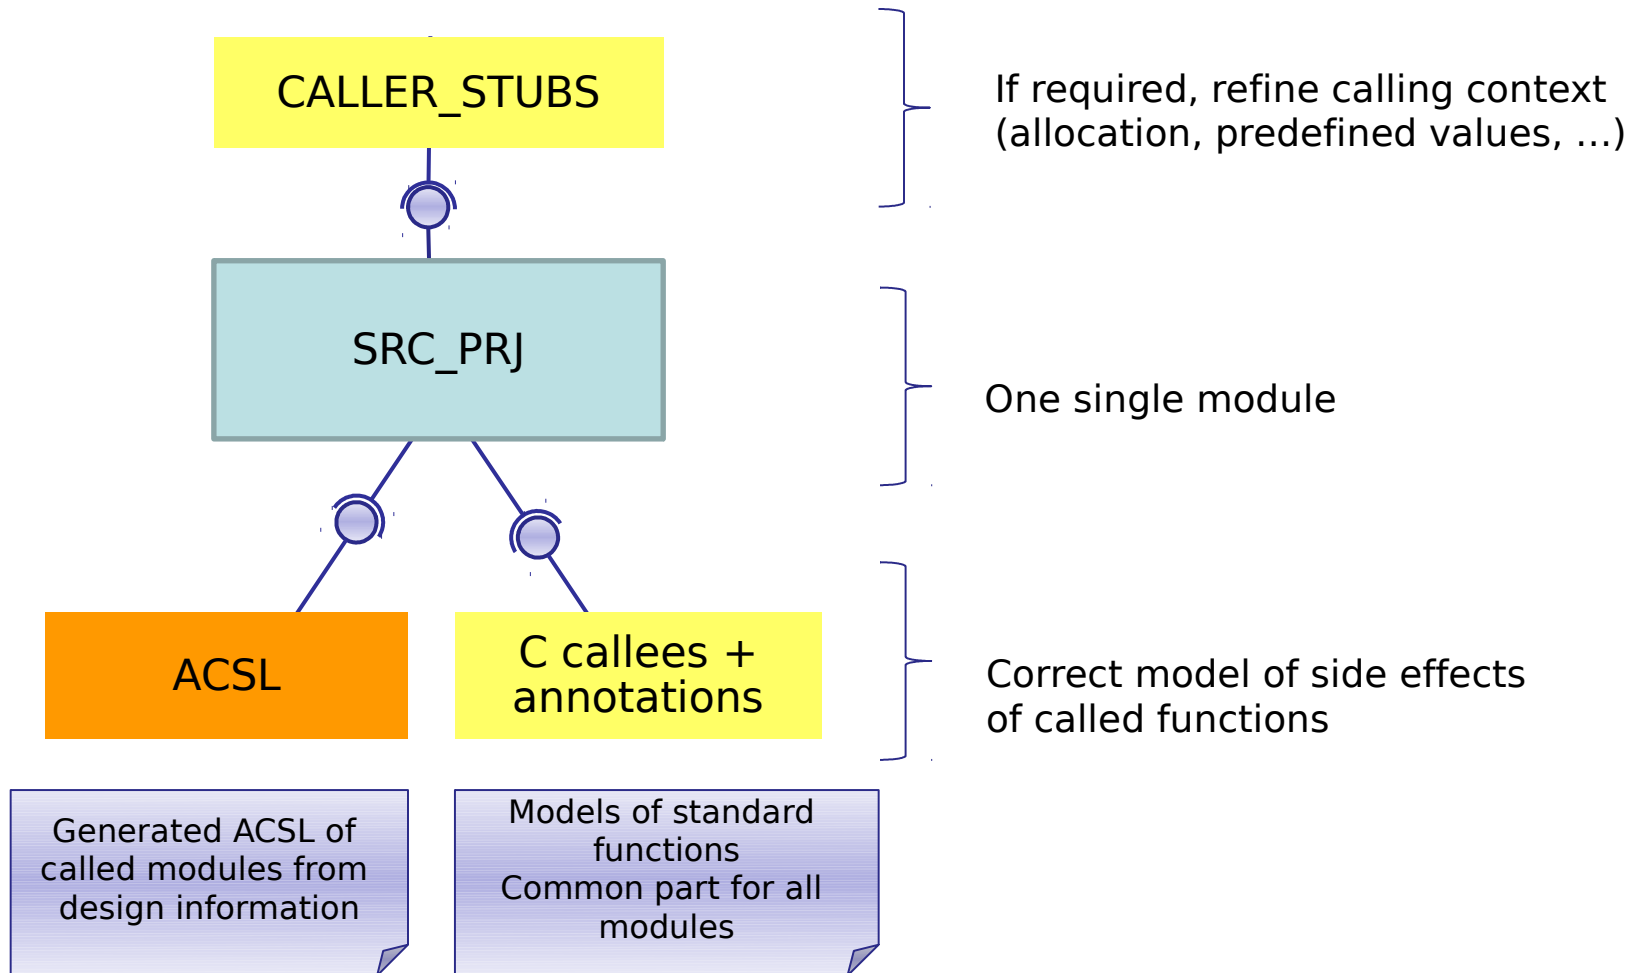 CALLER_STUBS
If required, refine calling context
(allocation, predefined values, ...)
SRC_PRJ
One single module
ACSL
C callees +
annotations
Correct model of side effects
of called functions
Generated ACSL of
called modules from
design information
Models of standard
functions
Common part for all
modules